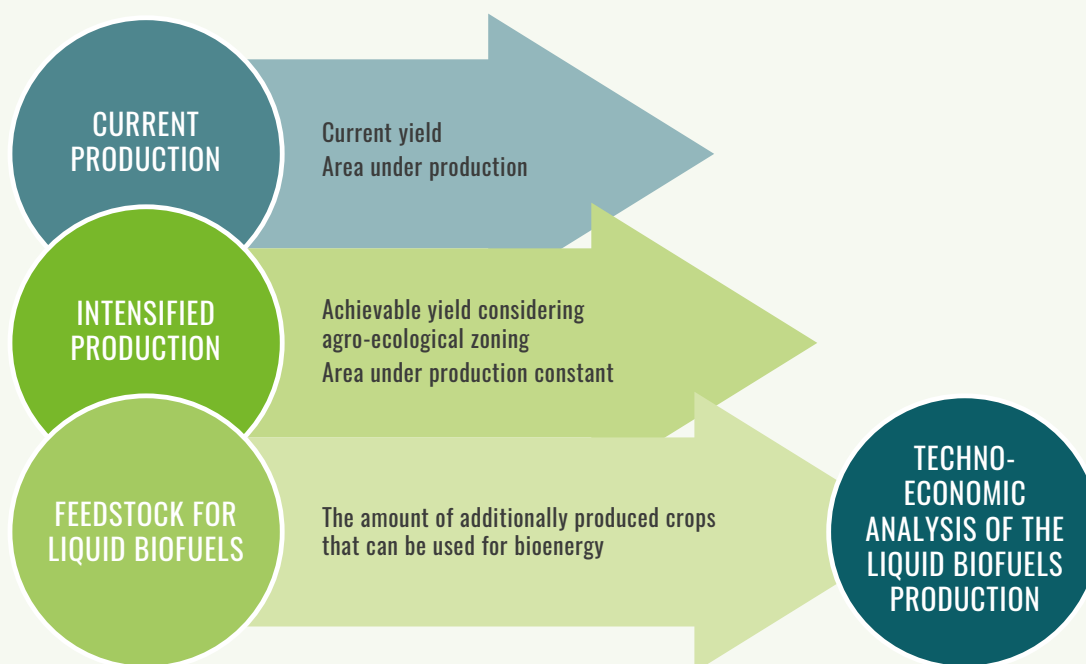 CURRENT
PRODUCTION
Current yield
Area under production
INTENSIFIED
PRODUCTION
Achievable yield considering
agro-ecological zoning
Area under production constant
FEEDSTOCK FOR
LIQUID BIOFUELS
The amount of additionally produced crops
that can be used for bioenergy
TECHNO-
ECONOMIC
ANALYSIS OF THE
LIQUID BIOFUELS
PRODUCTION